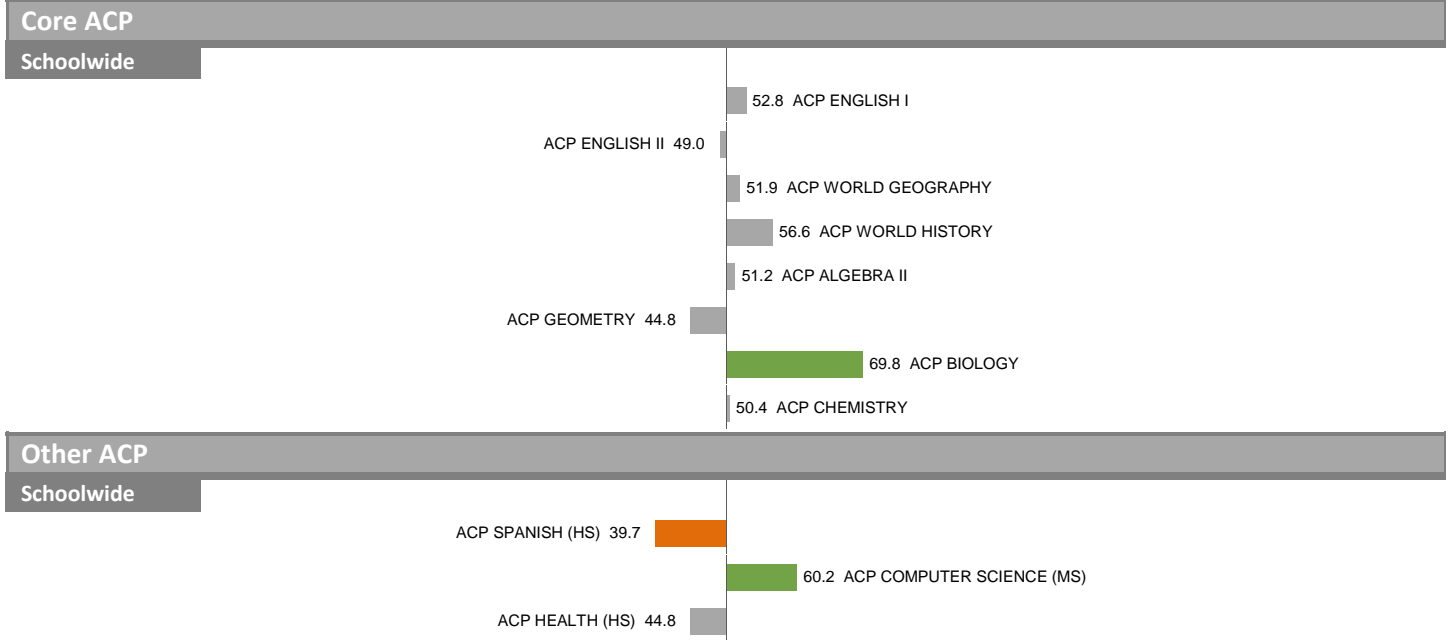 Core ACP
Schoolwide
52.8 ACP ENGLISH I
ACP ENGLISH II 49.0
51.9 ACP WORLD GEOGRAPHY
56.6 ACP WORLD HISTORY
51.2 ACP ALGEBRA II
ACP GEOMETRY 44.8
69.8 ACP BIOLOGY
50.4 ACP CHEMISTRY
Other ACP
Schoolwide
ACP SPANISH (HS) 39.7
60.2 ACP COMPUTER SCIENCE (MS)
ACP HEALTH (HS) 44.8